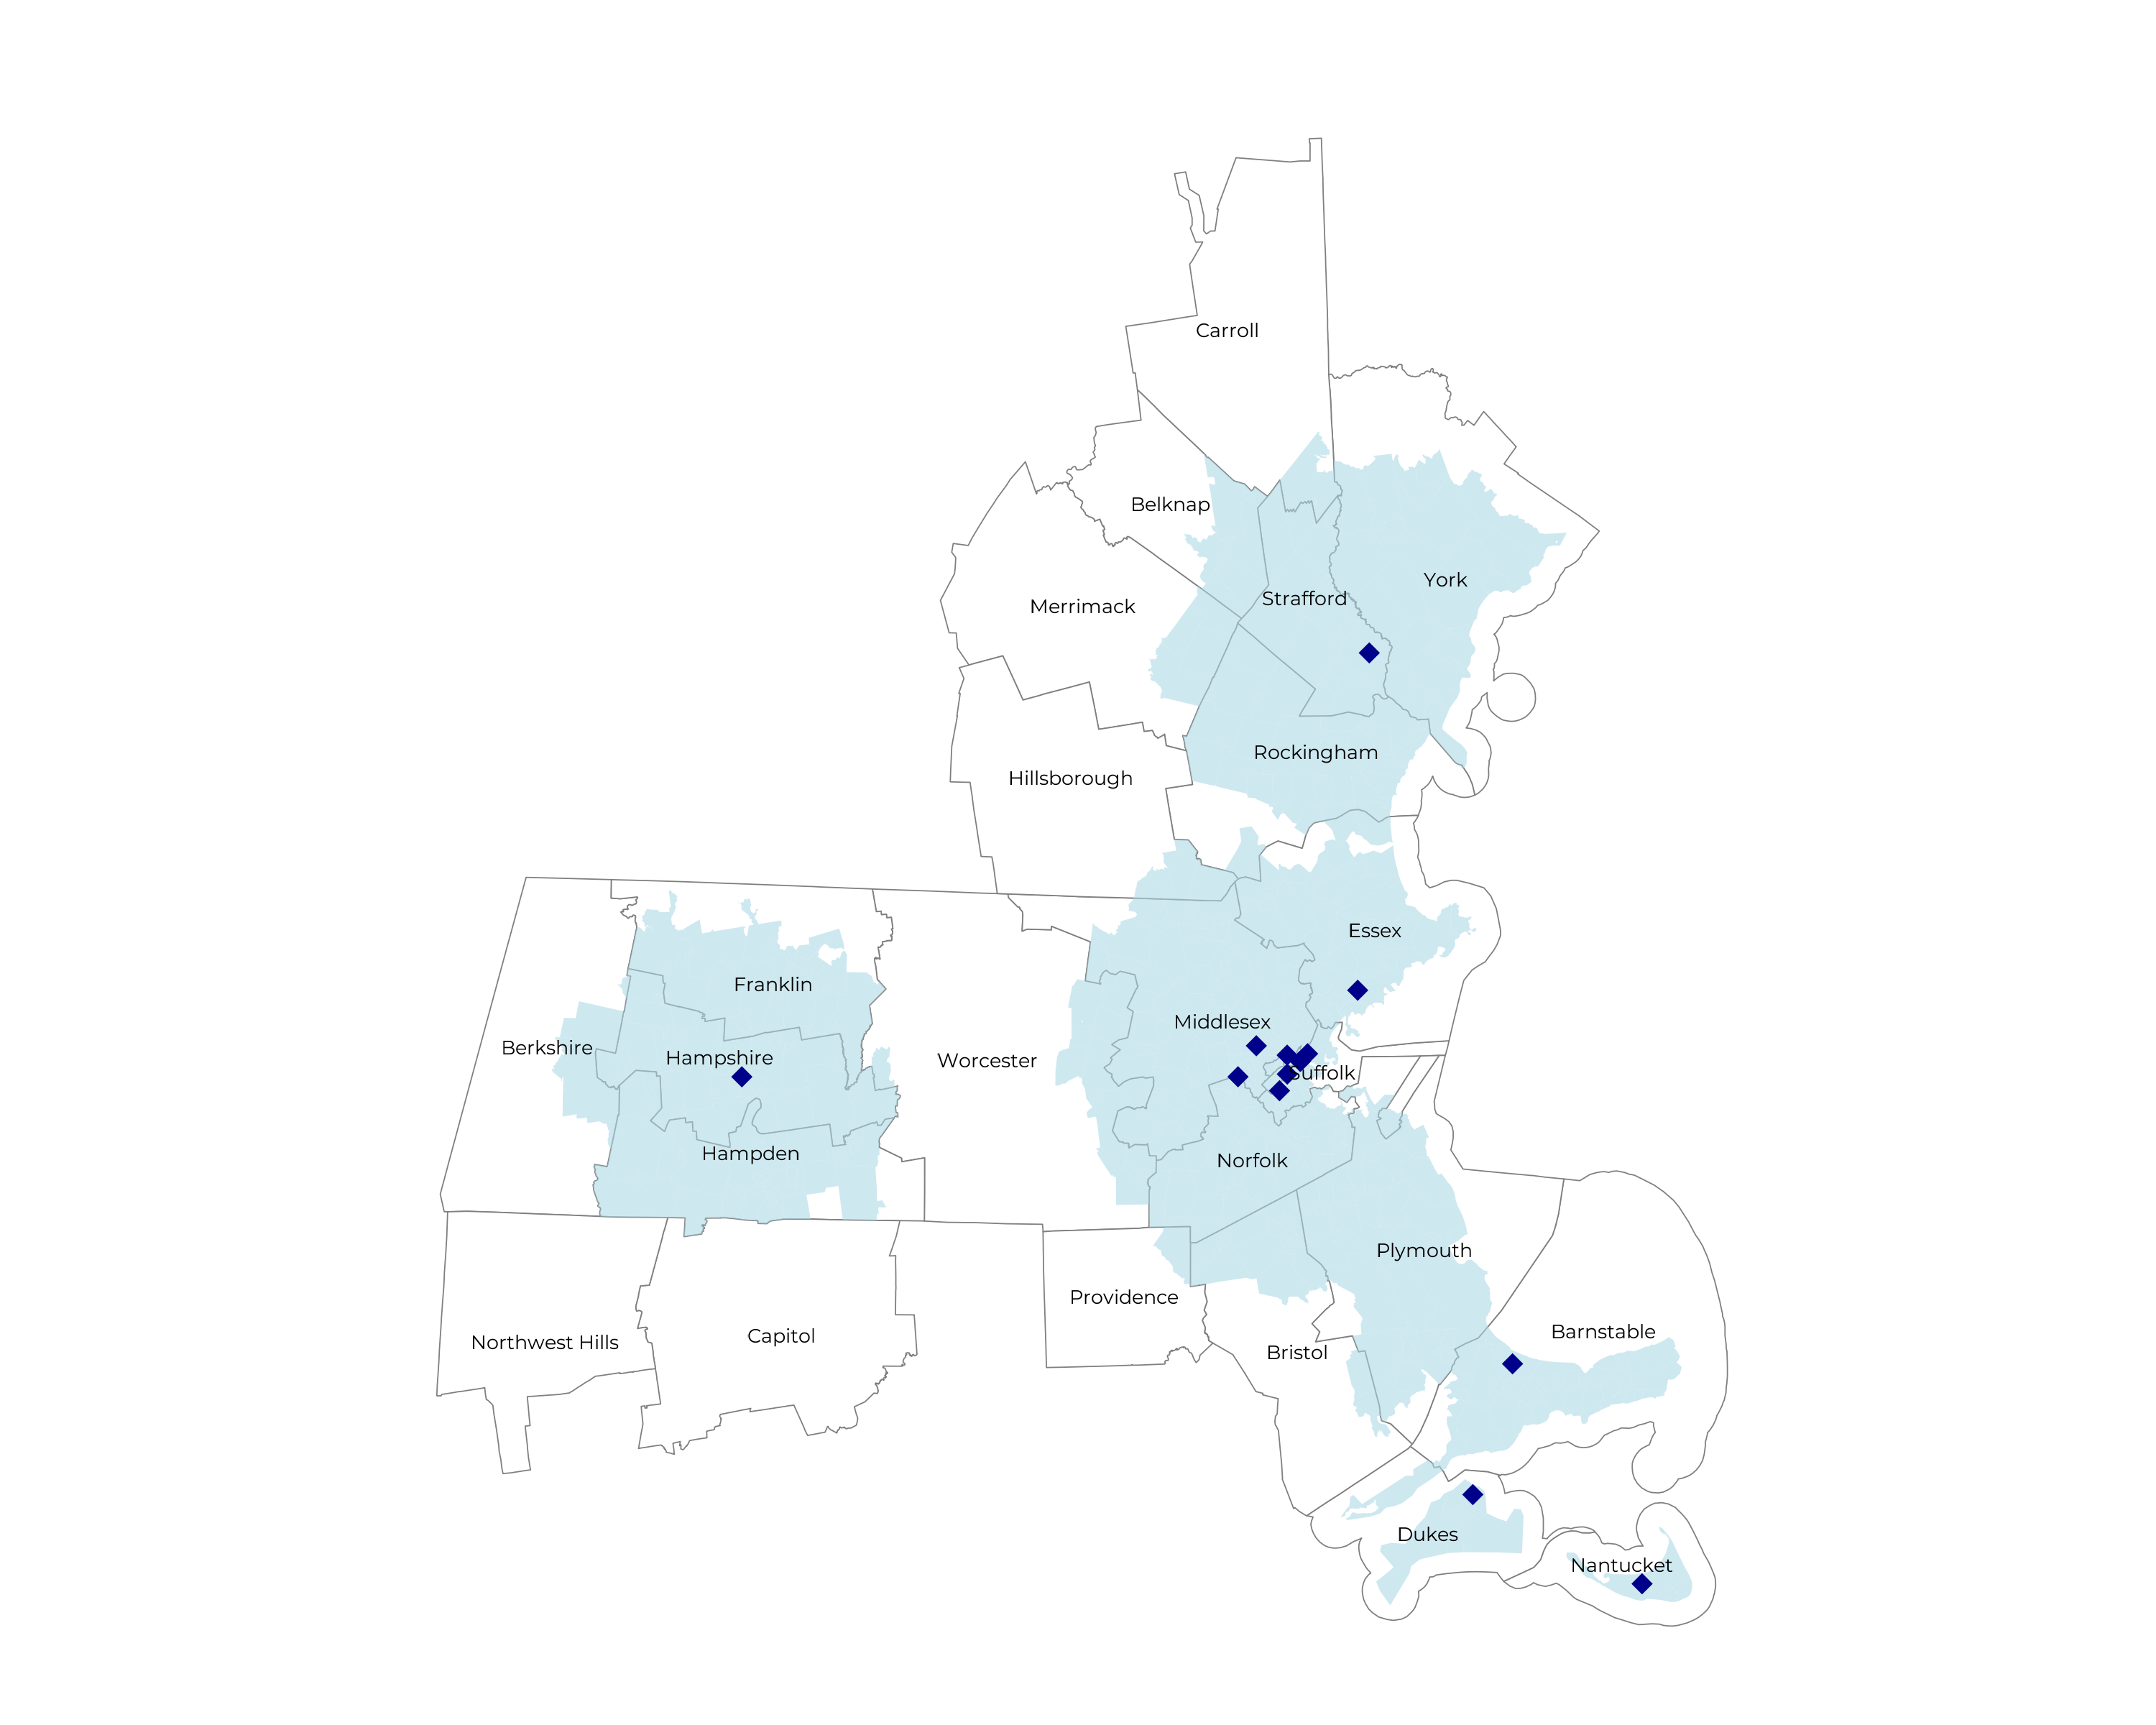 Carroll
Belknap
York
Strafford
Merrimack
Rockingham
Hillsborough
Essex
Franklin
Middlesex
Berkshire
Hampshire
Worcester
Suffolk
Hampden
Norfolk
Plymouth
Providence
Barnstable
Capitol
Northwest Hills
Bristol
Dukes
Nantucket